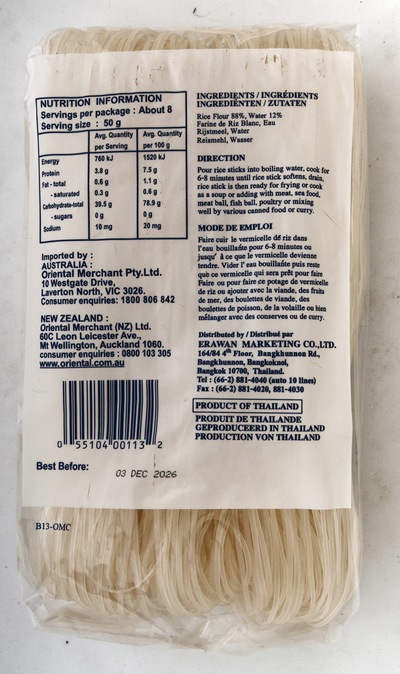 NUTRITION INFORMATION
Servings per package : About 8
Serving size : 50 g
Avg. Quantity per Serving Avg. Quantity per 100 g
Energy 760 kJ 1520 kJ
Protein 3.8 g 7.5 g
Fat - total 0.6 g 1.1 g
- saturated 0.3 g 0.6 g
Carbohydrate-total 39.5 g 78.9 g
- sugars 0 g 0 g
Sodium 10 mg 20 mg
Imported by :
AUSTRALIA :
Oriental Merchant Pty.Ltd.
10 Westgate Drive,
Laverton North, VIC 3026.
Consumer enquiries: 1800 806 842
NEW ZEALAND :
Oriental Merchant (NZ) Ltd.
60C Leon Leicester Ave.,
Mt Wellington, Auckland 1060.
consumer enquiries : 0800 103 305
www.oriental.com.au
0 55104 00113 2
Best Before:
03 DEC 2026
B13-OMC
INGREDIENTS / INGRÉDIENTS
INGREDIËNTEN / ZUTATEN
Rice Flour 88%, Water 12%
Farine de Riz Blanc, Eau
Rijstmeel, Water
Reismehl, Wasser
DIRECTION
Pour rice sticks into boiling water, cook for
6-8 minutes until rice stick softens, drain,
rice stick is then ready for frying or cook
as a soup or adding with meat, sea food,
meat ball, fish ball, poultry or mixing
well by various canned food or curry.
MODE DE EMPLOI
Faire cuir le vermicelle de riz dans
l'eau bouillante pour 6-8 minutes ou
jusqu' à ce que le vermicelle devienne
tendre. Vider l' eau bouillante puis reste
que ce vermicelle qui sera prêt pour fair
Faire ou pour faire ce potage de vermicelle
de riz ou ajouter avec la viande, des fruits
de mer, des boulettes de viande, des
boulettes de poisson, de la volaille ou bien
mélanger avec des conserves ou de curry.
Distributed by / Distribué par
ERAWAN MARKETING CO.,LTD.
164/84 4th Floor, Bangkhunnon Rd.,
Bangkhunnon, Bangkoknoi,
Bangkok 10700, Thailand.
Tel : (66-2) 881-4040 (auto 10 lines)
Fax : (66-2) 881-4020, 881-4030
PRODUCT OF THAILAND
PRODUIT DE THAILANDE
GEPRODUCEERD IN THAILAND
PRODUKTION VON THAILAND